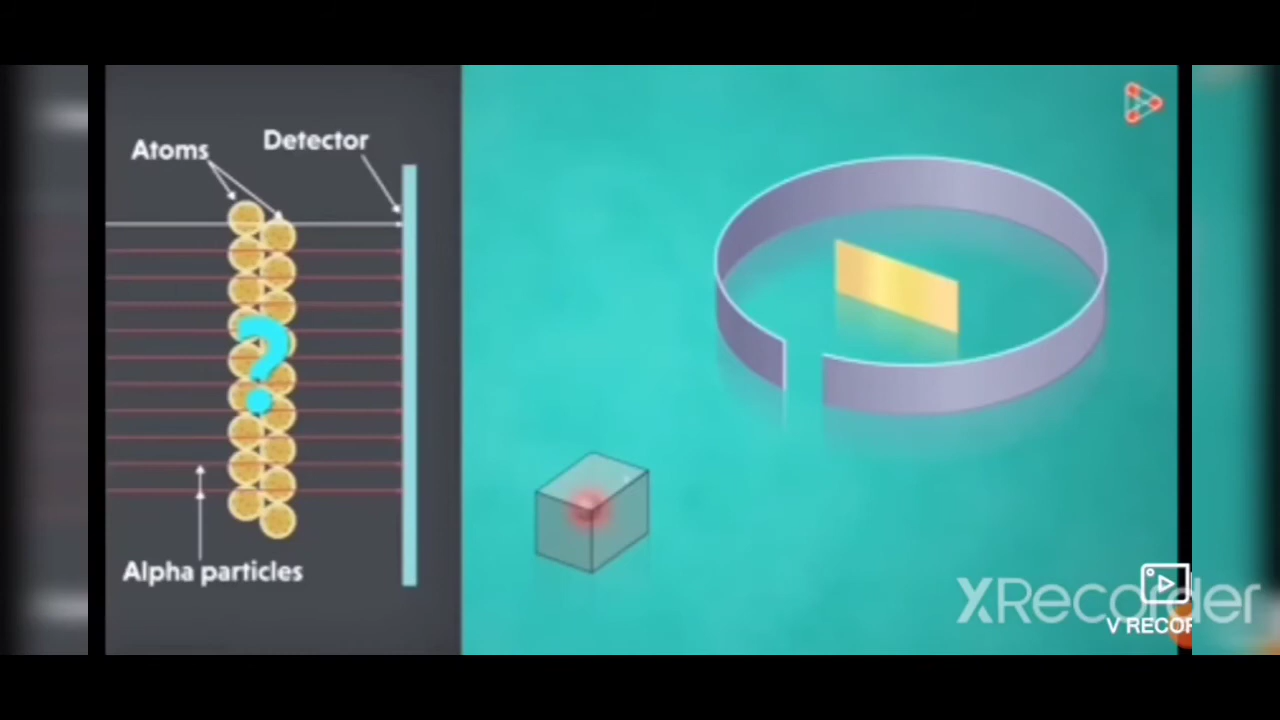 Atoms
Detector
?
Alpha particles
XRecorder
V RECOR